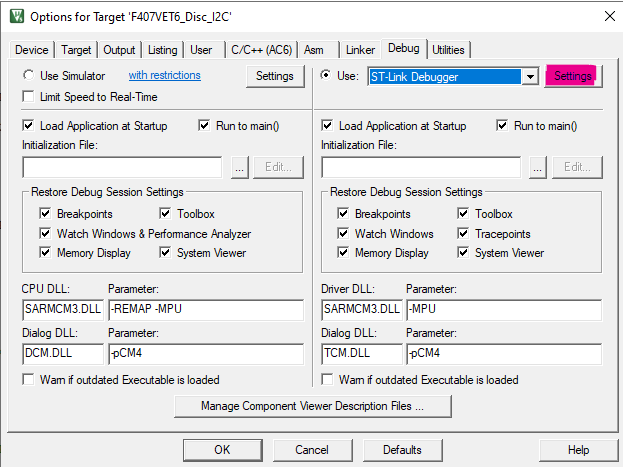 Options for Target 'F407VET6_Disc_I2C'
Device Target Output Listing User C/C++ (AC6) Asm Linker Debug Utilities
Use Simulator with restrictions Settings
Limit Speed to Real-Time
Use: ST-Link Debugger Settings
Load Application at Startup Run to main()
Initialization File:
... Edit...
Restore Debug Session Settings
Breakpoints Toolbox
Watch Windows & Performance Analyzer
Memory Display System Viewer
CPU DLL: Parameter:
SARMCM3.DLL -REMAP -MPU
Dialog DLL: Parameter:
DCM.DLL -pCM4
Warn if outdated Executable is loaded
Load Application at Startup Run to main()
Initialization File:
... Edit...
Restore Debug Session Settings
Breakpoints Toolbox
Watch Windows Tracepoints
Memory Display System Viewer
Driver DLL: Parameter:
SARMCM3.DLL -MPU
Dialog DLL: Parameter:
TCM.DLL -pCM4
Warn if outdated Executable is loaded
Manage Component Viewer Description Files ...
OK Cancel Defaults Help